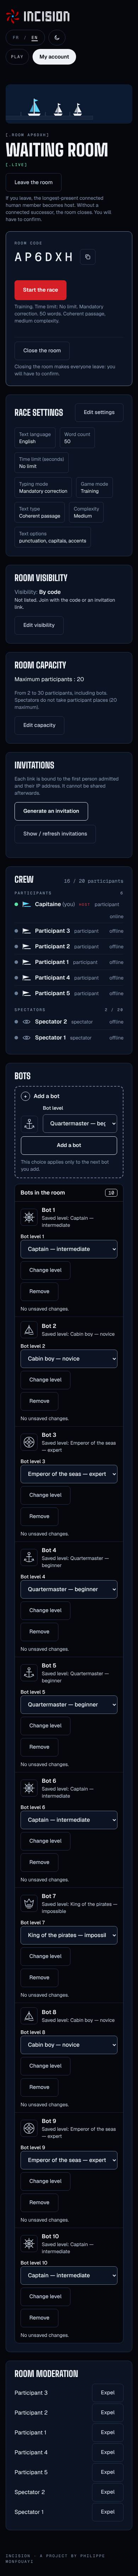 INCISION
FR / EN
PLAY
My account
[.ROOM APDXH]
WAITING ROOM
[.LIVE]
Leave the room
If you leave, the longest-present connected
player member becomes host. Without a
connected successor, the room closes. You will
have to confirm.
ROOM CODE
AP6DXH
Start the race
Training. Time limit: No limit. Mandatory
correction, 50 words, Coherent passage,
medium complexity.
Close the room
Closing the room makes everyone leave: you
will have to confirm.
RACE SETTINGS
Edit settings
Text language
English
Word count
50
Time limit (seconds)
No limit
Typing mode
Mandatory correction
Game mode
Training
Text type
Coherent passage
Complexity
Medium
Text options
punctuation, capitals, accents
ROOM VISIBILITY
Visibility: By code
Not listed. Join with the code or an invitation
link.
Edit visibility
ROOM CAPACITY
Maximum participants : 20
From 2 to 30 participants, including bots.
Spectators do not take participant places (20
maximum).
Edit capacity
INVITATIONS
Each link is bound to the first person admitted
and their IP address. It cannot be shared
afterwards.
Generate an invitation
Show / refresh invitations
CREW
16 / 20 participants
PARTICIPANTS
6
Capitaine (you) HOST participant
online
Participant 3 participant offline
Participant 2 participant offline
Participant 1 participant offline
Participant 4 participant offline
Participant 5 participant offline
SPECTATORS
2 / 20
Spectator 2 spectator offline
Spectator 1 spectator offline
BOTS
Add a bot
Bot level
Add a bot
This choice applies only to the next bot
you add.
Bots in the room
10
Bot 1
Saved level: Captain —
intermediate
Bot level 1
Captain — intermediate
Change level
Remove
No unsaved changes.
Bot 2
Saved level: Cabin boy — novice
Bot level 2
Cabin boy — novice
Change level
Remove
No unsaved changes.
Bot 3
Saved level: Emperor of the seas
— expert
Bot level 3
Emperor of the seas — expert
Change level
Remove
No unsaved changes.
Bot 4
Saved level: Quartermaster —
beginner
Bot level 4
Quartermaster — beginner
Change level
Remove
No unsaved changes.
Bot 5
Saved level: Quartermaster —
beginner
Bot level 5
Quartermaster — beginner
Change level
Remove
No unsaved changes.
Bot 6
Saved level: Captain —
intermediate
Bot level 6
Captain — intermediate
Change level
Remove
No unsaved changes.
Bot 7
Saved level: King of the pirates —
impossible
Bot level 7
King of the pirates — impossil
Change level
Remove
No unsaved changes.
Bot 8
Saved level: Cabin boy — novice
Bot level 8
Cabin boy — novice
Change level
Remove
No unsaved changes.
Bot 9
Saved level: Emperor of the seas
— expert
Bot level 9
Emperor of the seas — expert
Change level
Remove
No unsaved changes.
Bot 10
Saved level: Captain —
intermediate
Bot level 10
Captain — intermediate
Change level
Remove
No unsaved changes.
ROOM MODERATION
Participant 3 Expel
Participant 2 Expel
Participant 1 Expel
Participant 4 Expel
Participant 5 Expel
Spectator 2 Expel
Spectator 1 Expel
INCISION · A PROJECT BY PHILIPPE